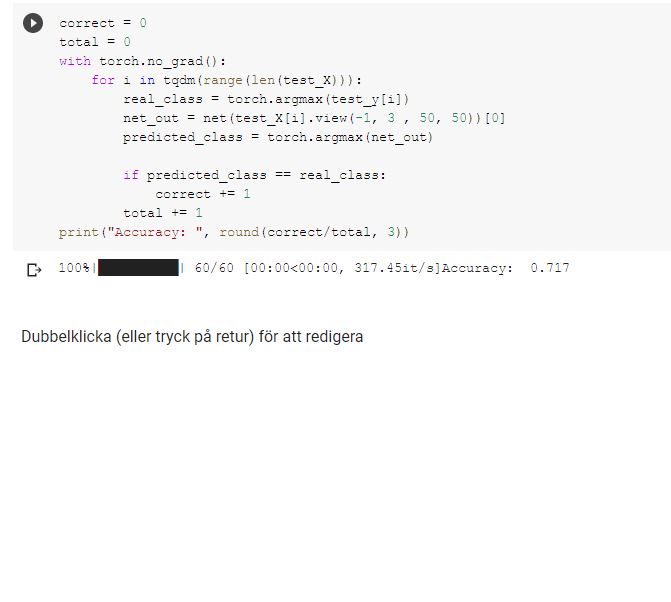 correct = 0
total = 0
with torch.no_grad():
    for i in tqdm(range(len(test_X))):
        real_class = torch.argmax(test_y[i])
        net_out = net(test_X[i].view(-1, 3 , 50, 50))[0]
        predicted_class = torch.argmax(net_out)

        if predicted_class == real_class:
            correct += 1
        total += 1
print("Accuracy: ", round(correct/total, 3))
100%|██████████| 60/60 [00:00<00:00, 317.45it/s]Accuracy:  0.717
Dubbelklicka (eller tryck på retur) för att redigera